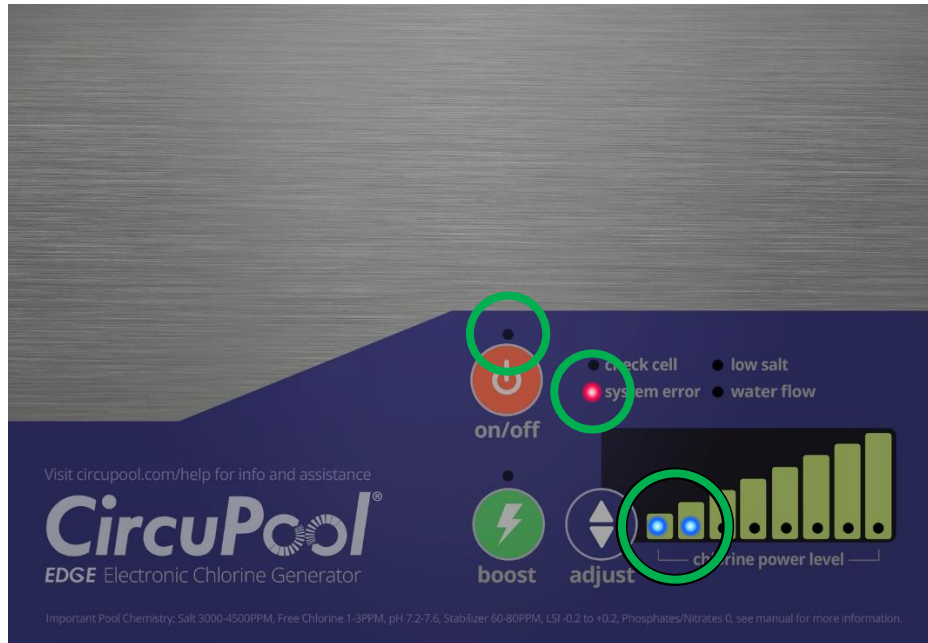 check cell
low salt
system error
water flow
on/off
Visit circupool.com/help for info and assistance
CircuPool®
EDGE Electronic Chlorine Generator
boost
adjust
chlorine power level
Important Pool Chemistry: Salt 3000-4500PPM, Free Chlorine 1-3PPM, pH 7.2-7.6, Stabilizer 60-80PPM, LSI -0.2 to +0.2, Phosphates/Nitrates 0, see manual for more information.